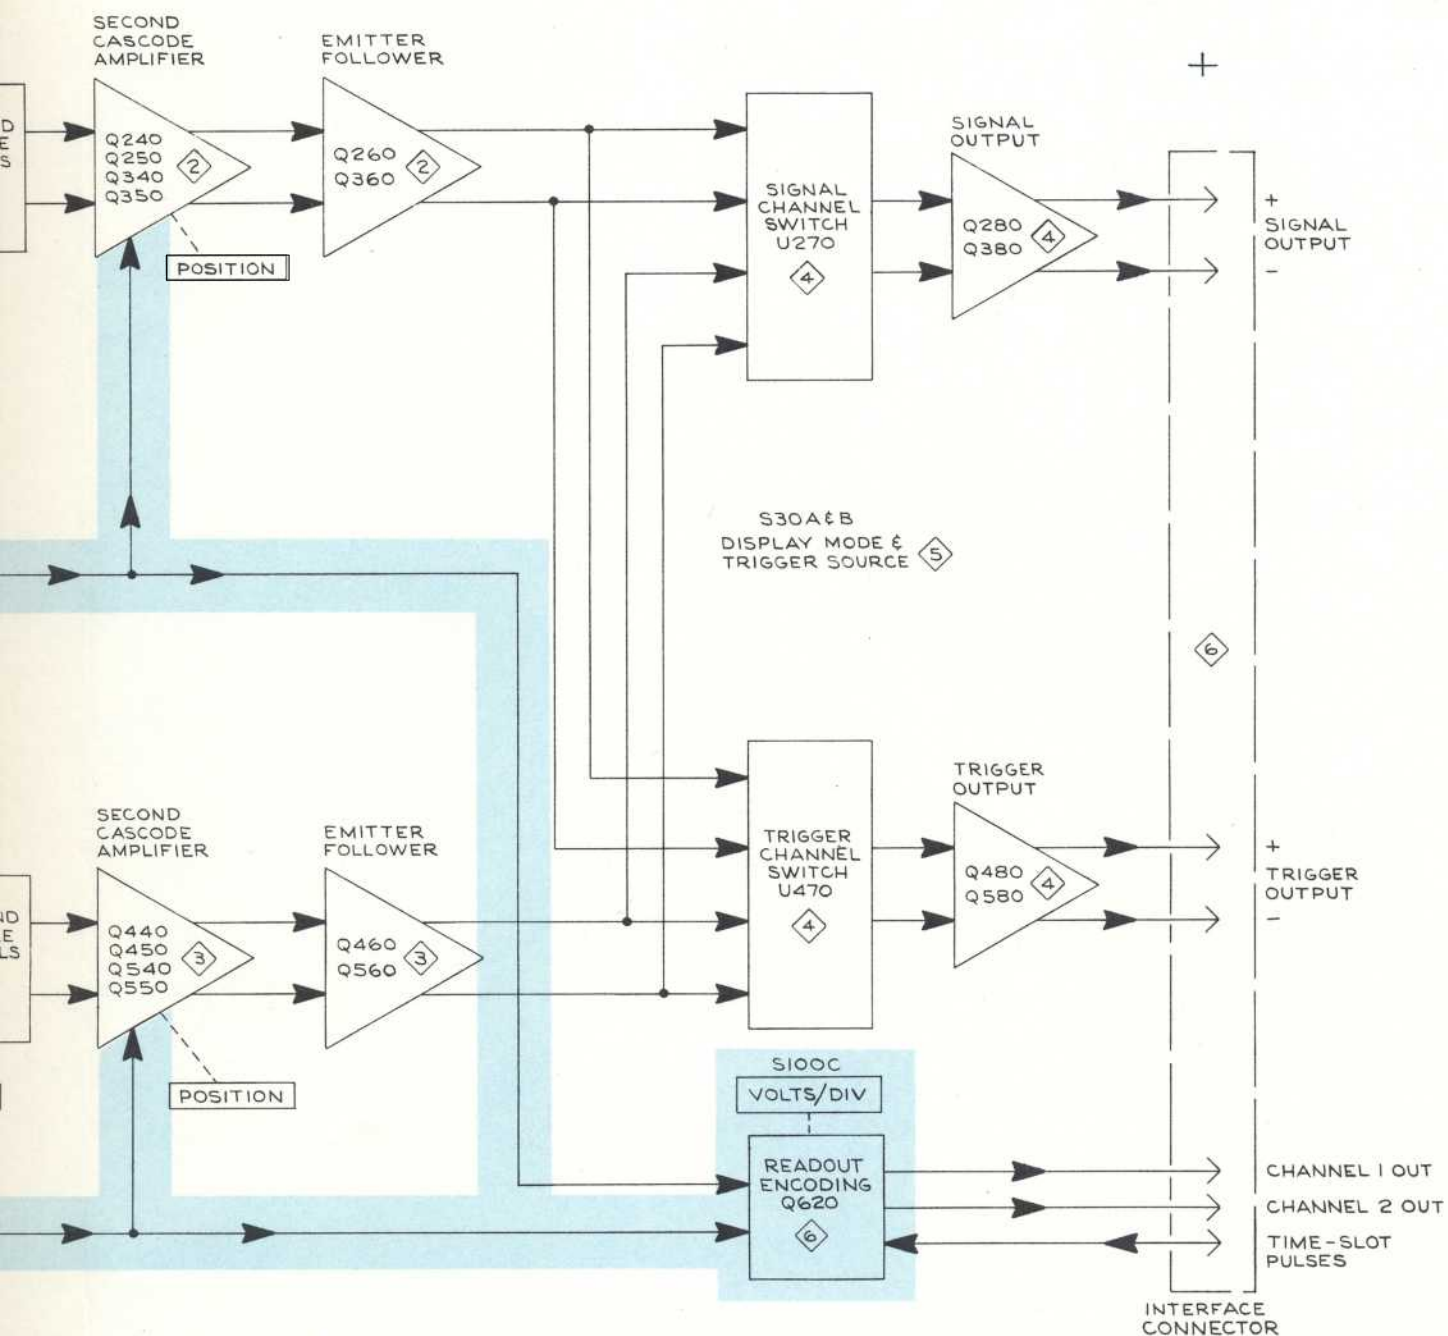 SECOND
CASCODE
AMPLIFIER
EMITTER
FOLLOWER
D
E
S
Q240
Q250
Q340
Q350
2
POSITION
Q260
Q360
2
SIGNAL
CHANNEL
SWITCH
U270
4
SIGNAL
OUTPUT
Q280
Q380
4
+
SIGNAL
OUTPUT
-
S30A&B
DISPLAY MODE &
TRIGGER SOURCE
5
6
SECOND
CASCODE
AMPLIFIER
EMITTER
FOLLOWER
ND
E
LS
Q440
Q450
Q540
Q550
3
POSITION
Q460
Q560
3
TRIGGER
CHANNEL
SWITCH
U470
4
TRIGGER
OUTPUT
Q480
Q580
4
+
TRIGGER
OUTPUT
-
S100C
VOLTS/DIV
READOUT
ENCODING
Q620
6
CHANNEL 1 OUT
CHANNEL 2 OUT
TIME-SLOT
PULSES
INTERFACE
CONNECTOR